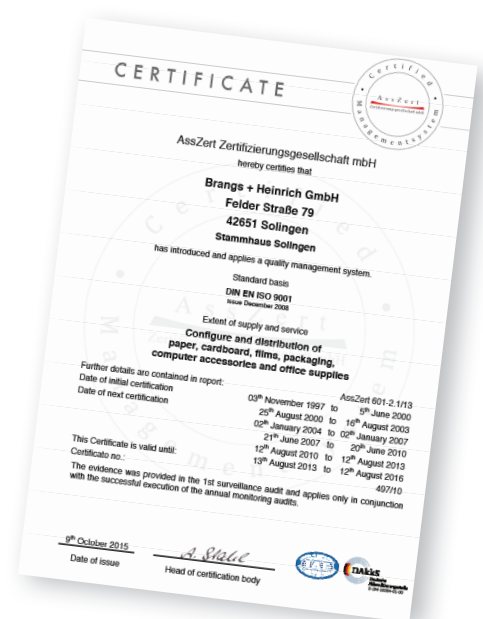 CERTIFICATE
Certified
AssZert
Managementsystem
AssZert Zertifizierungsgesellschaft mbH
hereby certifies that
Brangs + Heinrich GmbH
Felder Straße 79
42651 Solingen
Stammhaus Solingen
has introduced and applies a quality management system.
Standard basis
DIN EN ISO 9001
Issue December 2008
Extent of supply and service
Configure and distribution of
paper, cardboard, films, packaging,
computer accessories and office supplies
Further details are contained in report: AssZert 601-2.1/13
Date of initial certification 03th November 1997 to 5th June 2000
Date of next certification 25th August 2000 to 16th August 2003
02th January 2004 to 02th January 2007
21th June 2007 to 20th June 2010
12th August 2010 to 12th August 2013
This Certificate is valid until: 13th August 2013 to 12th August 2016
Certificate no.: 497/10
The evidence was provided in the 1st surveillance audit and applies only in conjunction
with the successful execution of the annual monitoring audits.
9th October 2015
Date of issue
A. Stahl
Head of certification body
DAkkS
Deutsche
Akkreditierungsstelle